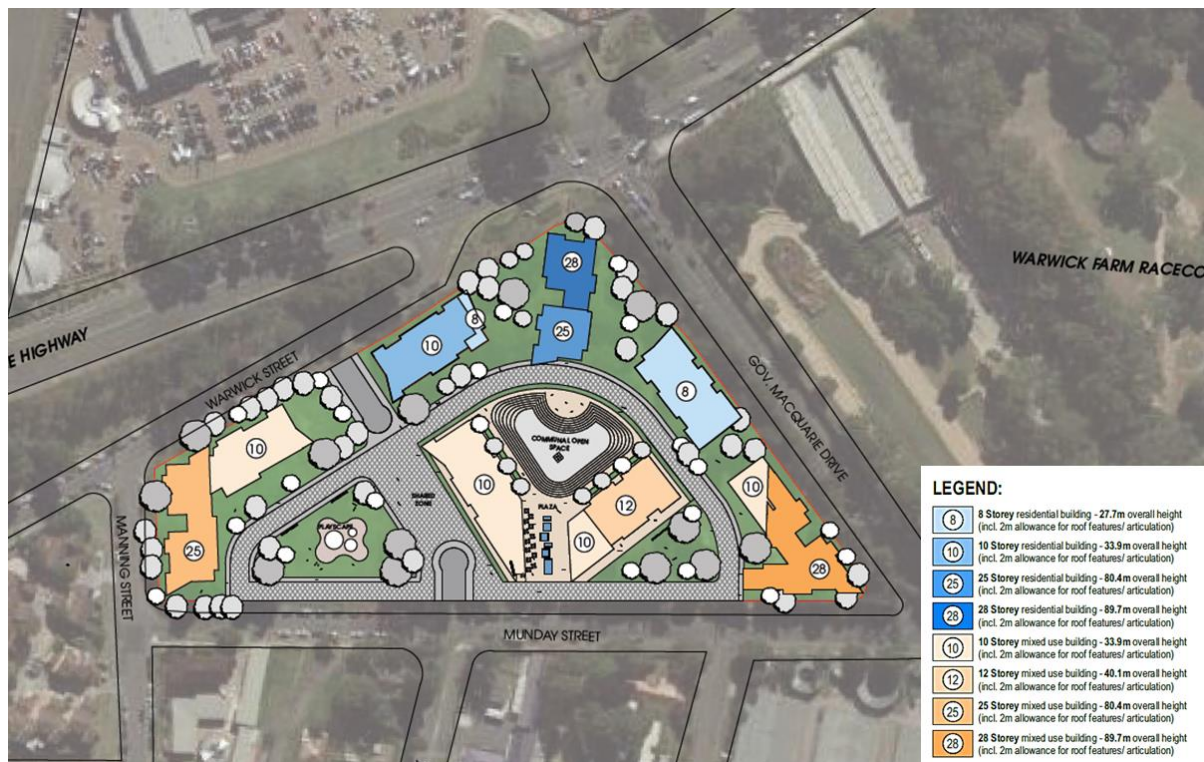 WARWICK FARM RACECO
E HIGHWAY
28
8
10
25
WARWICK STREET
8
GOV. MACQUARIE DRIVE
COMMUNAL OPEN
SPACE
10
10
10
12
SHARED
ZONE
PLAZA
PLAYSCAPE
10
25
28
MANNING STREET
MUNDAY STREET
LEGEND:
8 8 Storey residential building - 27.7m overall height
(incl. 2m allowance for roof features/ articulation)
10 10 Storey residential building - 33.9m overall height
(incl. 2m allowance for roof features/ articulation)
25 25 Storey residential building - 80.4m overall height
(incl. 2m allowance for roof features/ articulation)
28 28 Storey residential building - 89.7m overall height
(incl. 2m allowance for roof features/ articulation)
10 10 Storey mixed use building - 33.9m overall height
(incl. 2m allowance for roof features/ articulation)
12 12 Storey mixed use building - 40.1m overall height
(incl. 2m allowance for roof features/ articulation)
25 25 Storey mixed use building - 80.4m overall height
(incl. 2m allowance for roof features/ articulation)
28 28 Storey mixed use building - 89.7m overall height
(incl. 2m allowance for roof features/ articulation)